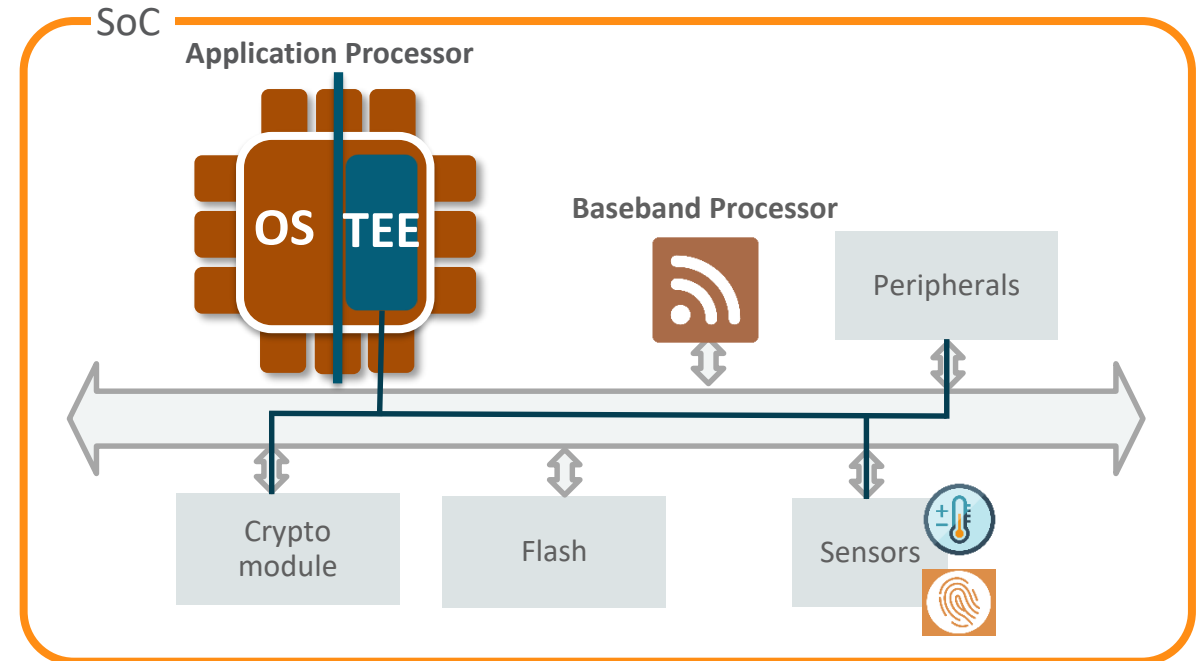 SoC
Application Processor
OS
TEE
Baseband Processor
Peripherals
Crypto
module
Flash
Sensors